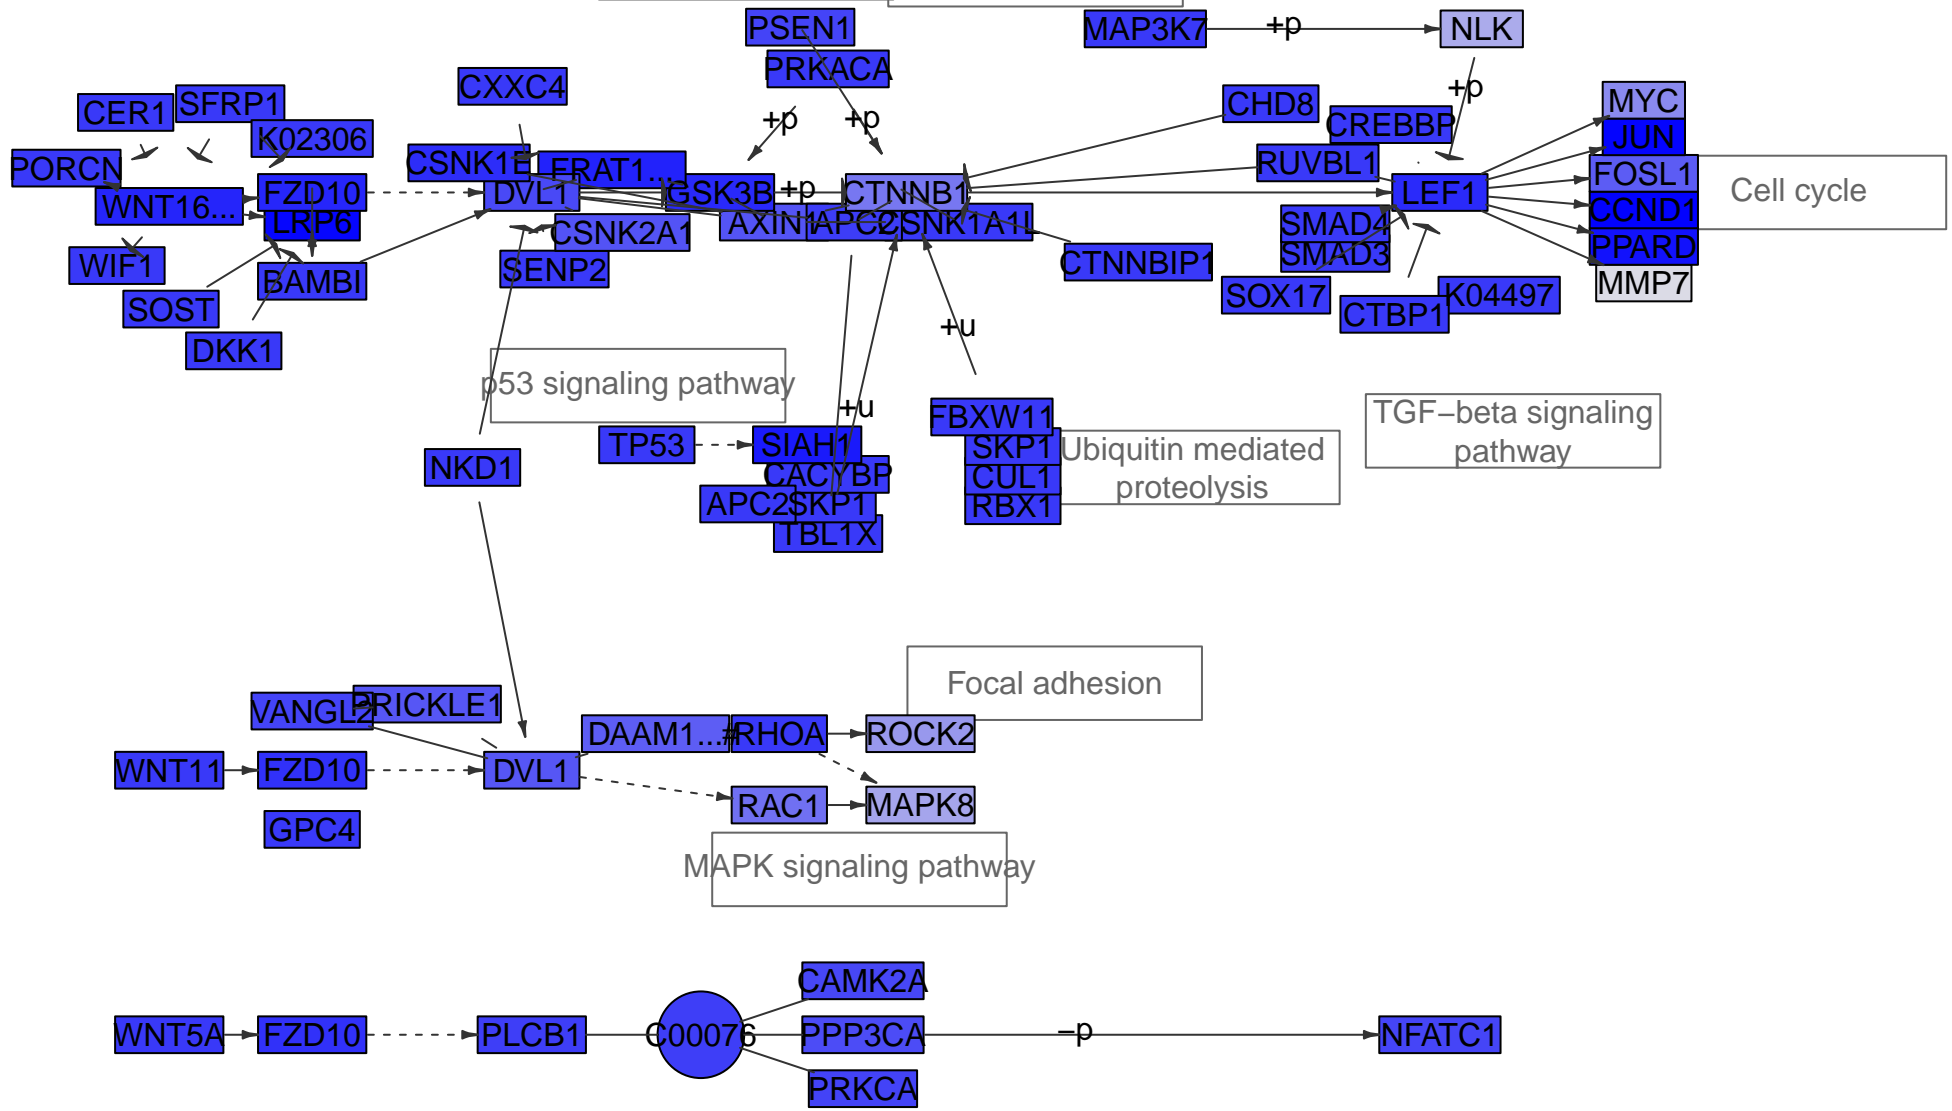 PSEN1
MAP3K7
+p
NLK
PRKACA
CXXC4
+p
CHD8
MYC
CER1
SFRP1
+p
+p
CREBBP
JUN
K02306
PORCN
CSNK1E
FRAT1...
RUVBL1
FOSL1
WNT16...
FZD10
DVL1
GSK3B
+p
CTNNB1
LEF1
Cell cycle
LRP6
CSNK2A1
AXIN1
APC2
CSNK1A1L
SMAD4
CCND1
WIF1
BAMBI
SENP2
CTNNBIP1
SMAD3
PPARD
SOST
SOX17
K04497
MMP7
DKK1
CTBP1
+u
p53 signaling pathway
+u
FBXW11
TGF−beta signaling
pathway
TP53
SIAH1
SKP1
Ubiquitin mediated
proteolysis
NKD1
CACYBP
CUL1
APC2
SKP1
RBX1
TBL1X
Focal adhesion
VANGL2
PRICKLE1
DAAM1...#
RHOA
ROCK2
WNT11
FZD10
DVL1
RAC1
MAPK8
GPC4
MAPK signaling pathway
CAMK2A
WNT5A
FZD10
PLCB1
C00076
PPP3CA
−p
NFATC1
PRKCA